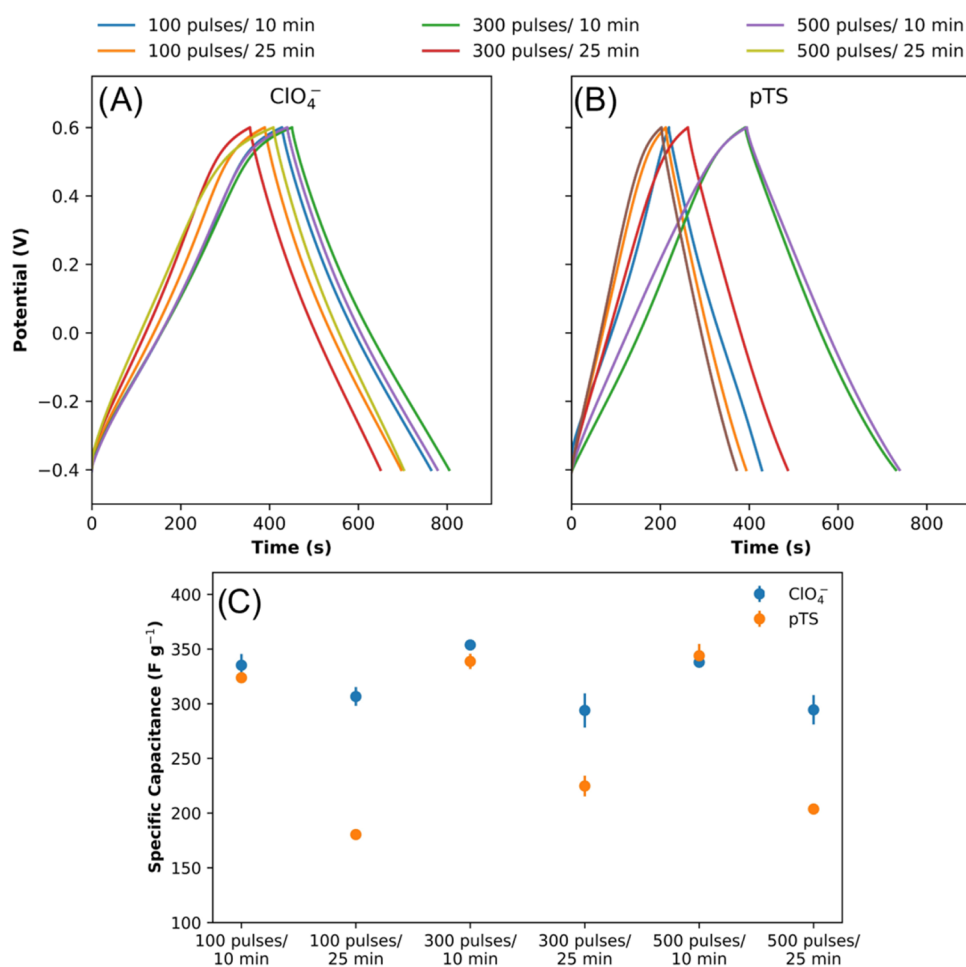 100 pulses/ 10 min 300 pulses/ 10 min 500 pulses/ 10 min
100 pulses/ 25 min 300 pulses/ 25 min 500 pulses/ 25 min
(A) ClO₄⁻
(B) pTS
Potential (V)
0.6
0.4
0.2
0.0
−0.2
−0.4
0 200 400 600 800
Time (s)
0 200 400 600 800
Time (s)
(C)
ClO₄⁻
pTS
Specific Capacitance (F g⁻¹)
400
350
300
250
200
150
100
100 pulses/ 100 pulses/ 300 pulses/ 300 pulses/ 500 pulses/ 500 pulses/
10 min 25 min 10 min 25 min 10 min 25 min